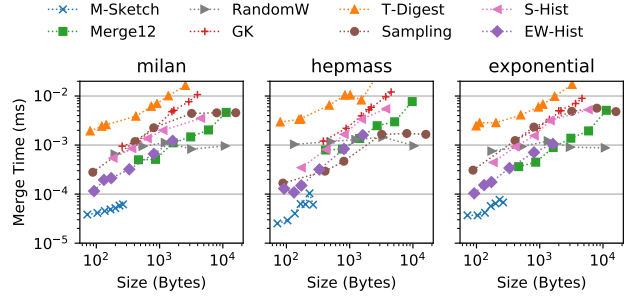 M-Sketch RandomW T-Digest S-Hist
Merge12 GK Sampling EW-Hist
milan hepmass exponential
Merge Time (ms)
10⁻²
10⁻³
10⁻⁴
10⁻⁵
10² 10³ 10⁴ 10² 10³ 10⁴ 10² 10³ 10⁴
Size (Bytes) Size (Bytes) Size (Bytes)